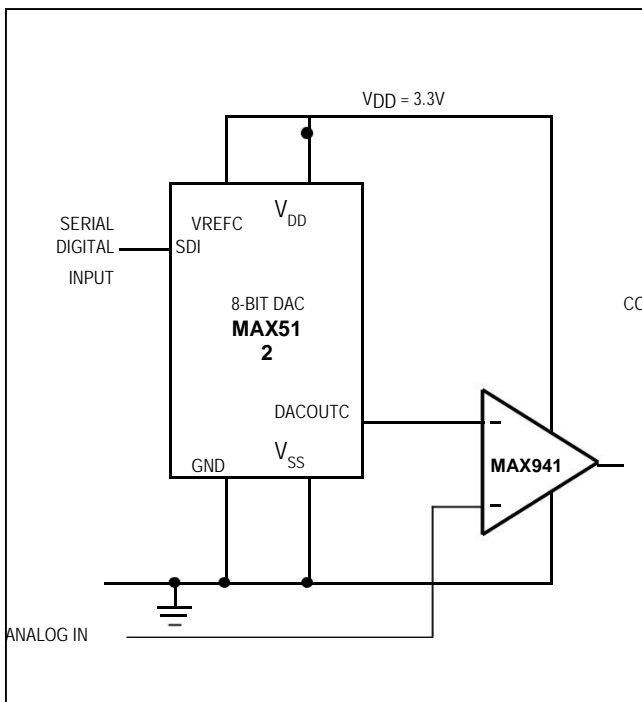 VDD = 3.3V
SERIAL
DIGITAL
INPUT
VREFC
VDD
SDI
8-BIT DAC
MAX51
2
DACOUTC
GND
VSS
-
MAX941
-
CO
ANALOG IN